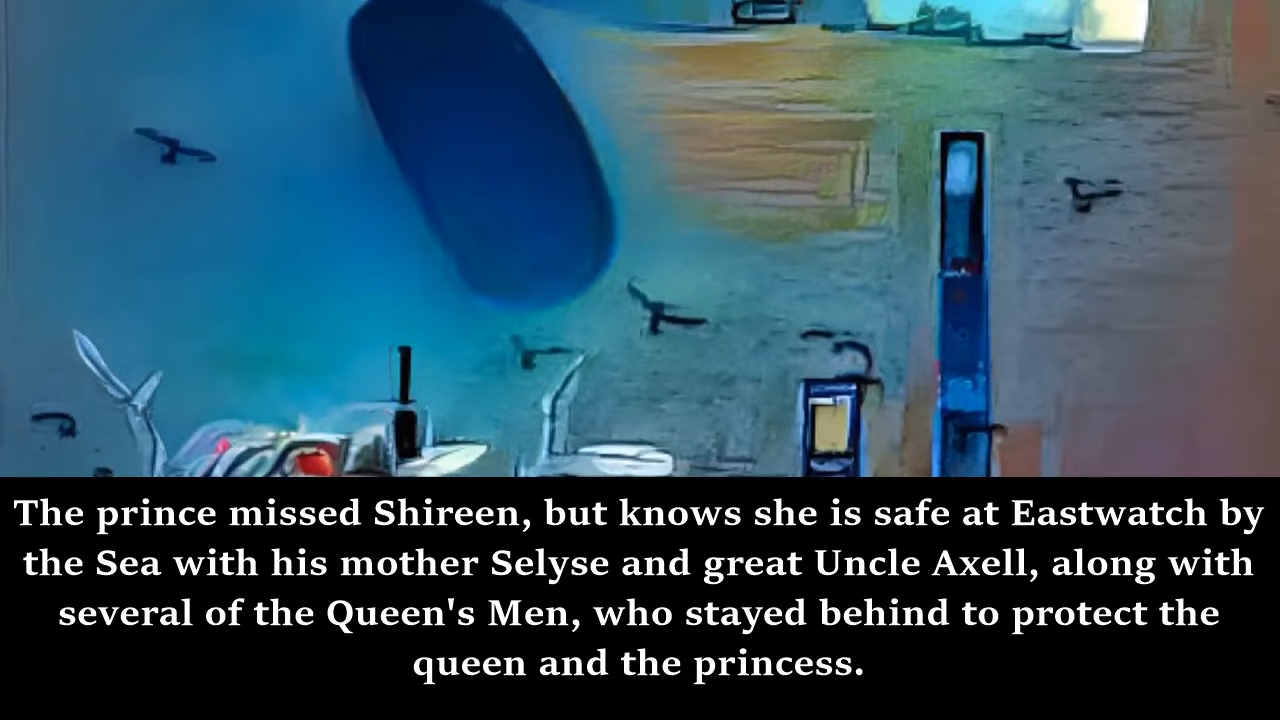 The prince missed Shireen, but knows she is safe at Eastwatch by
the Sea with his mother Selyse and great Uncle Axell, along with
several of the Queen's Men, who stayed behind to protect the
queen and the princess.